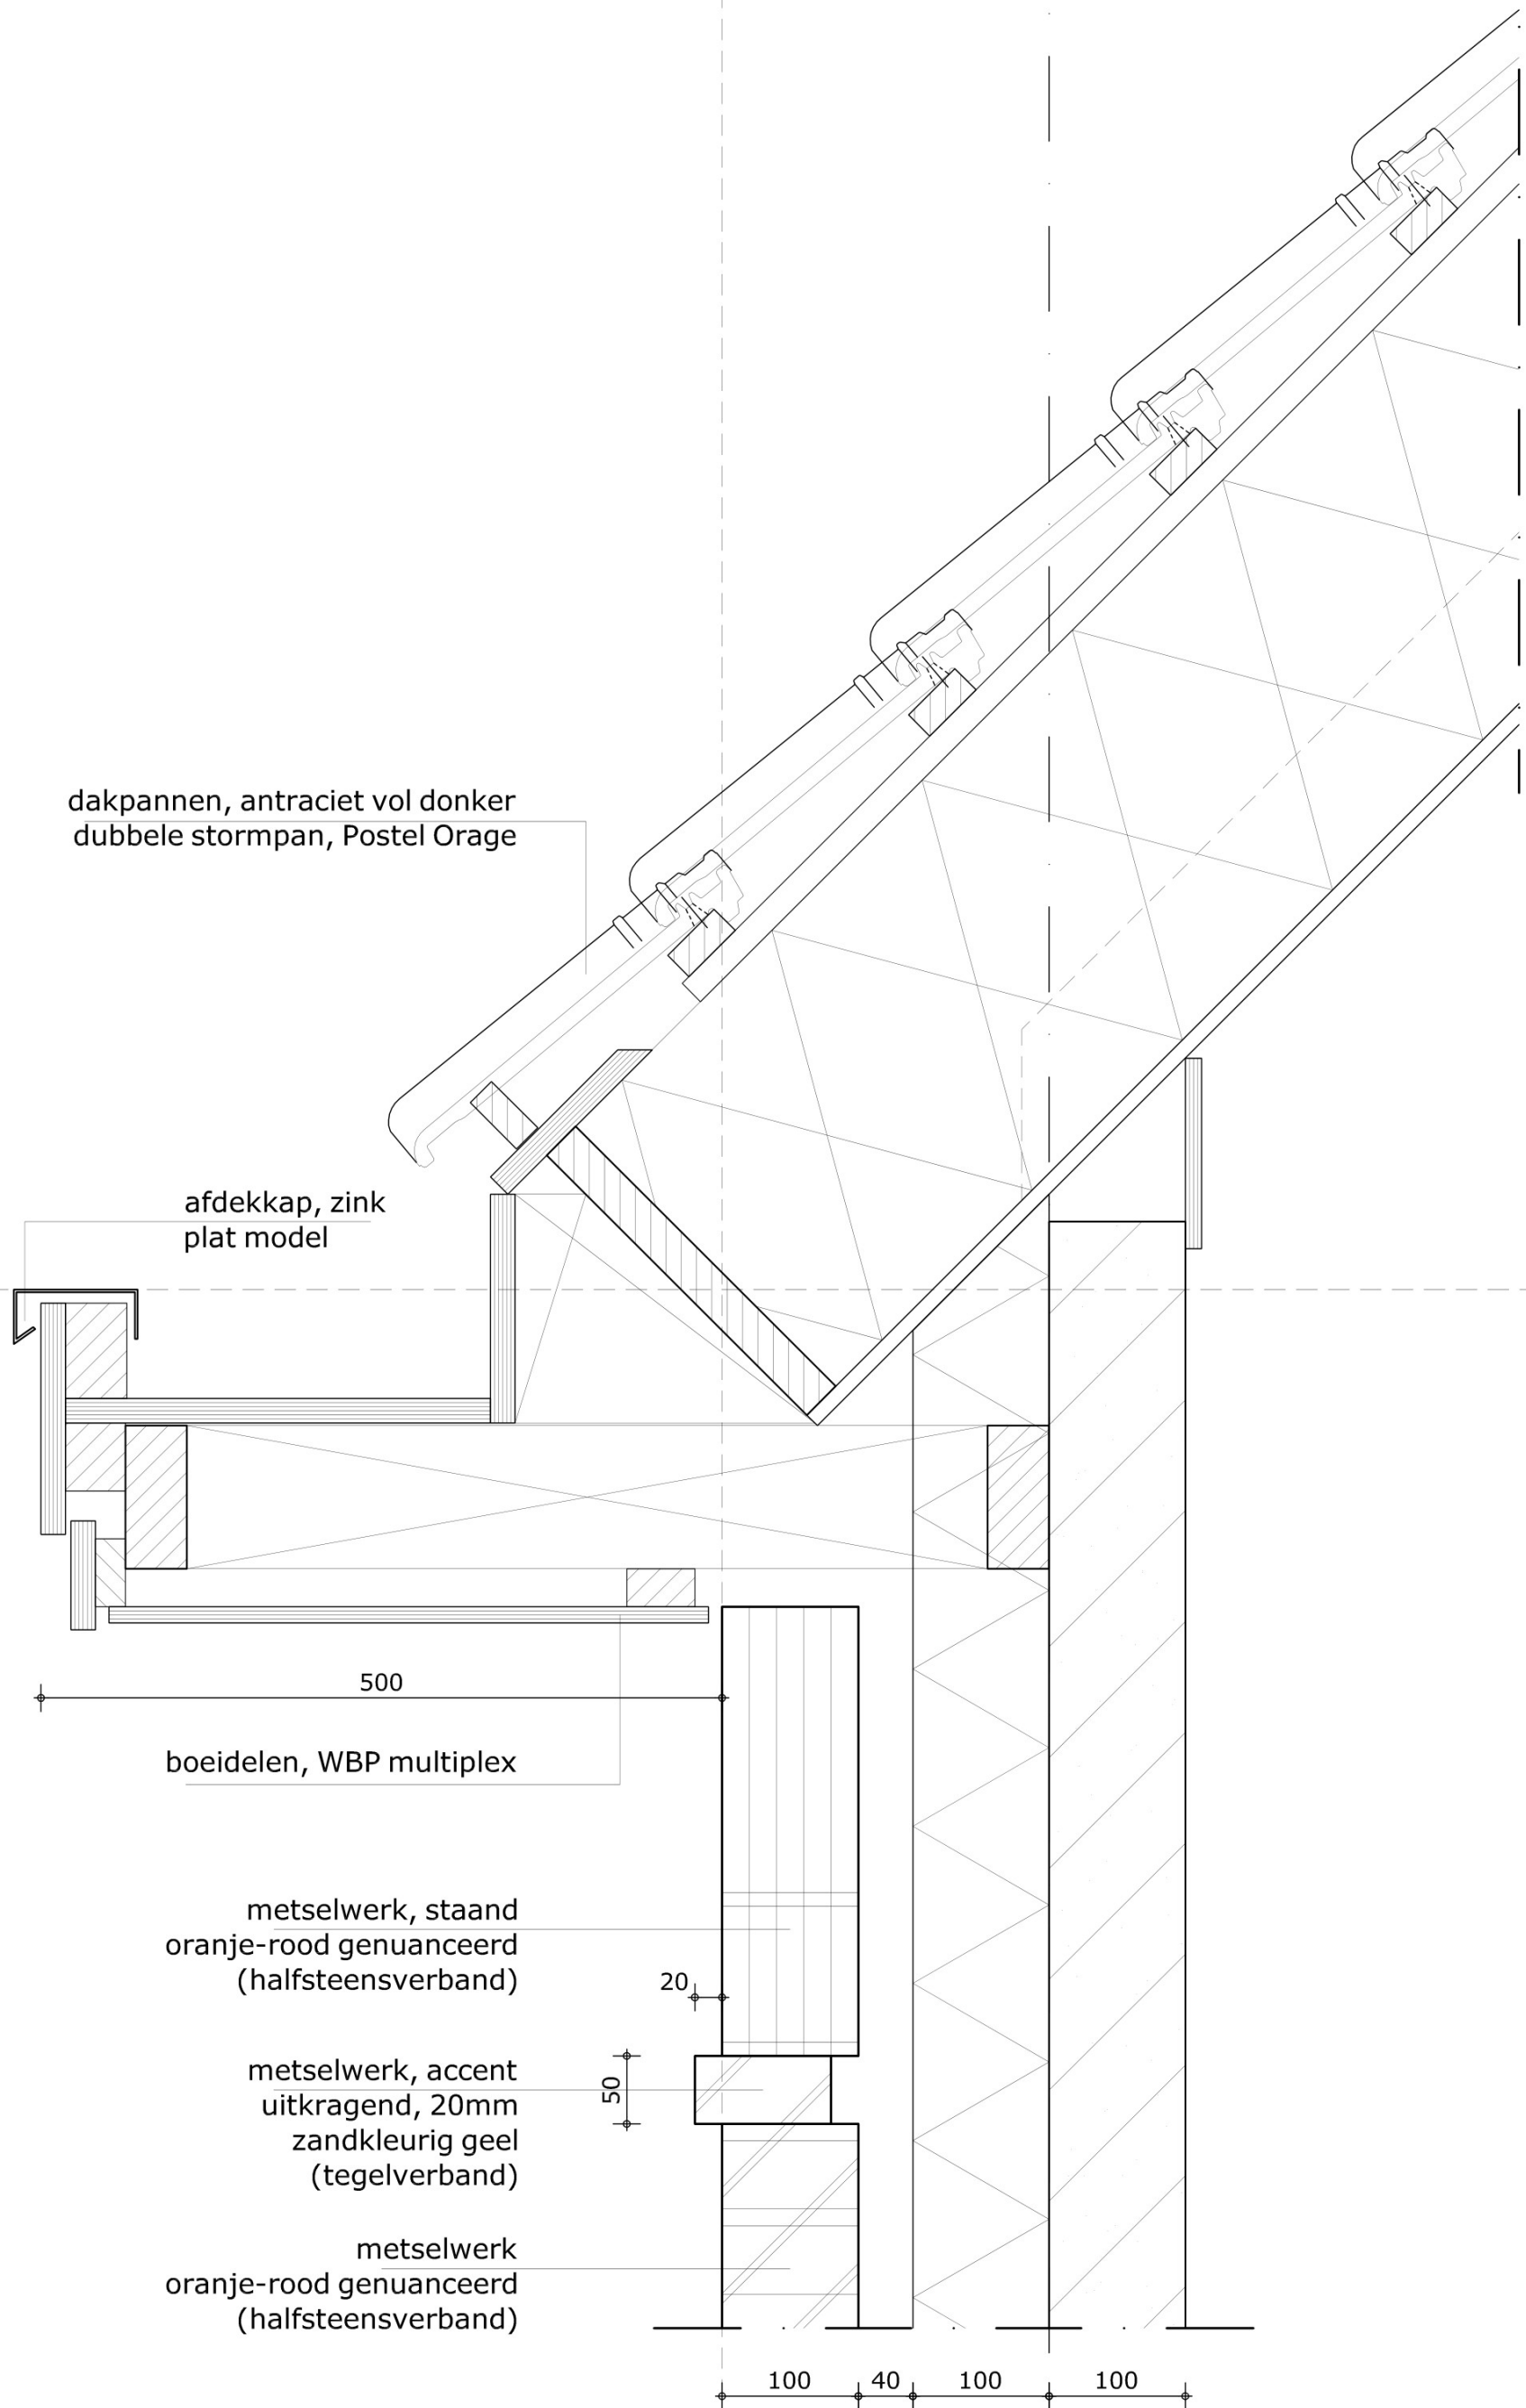 dakpannen, antraciet vol donker
dubbele stormpan, Postel Orage
afdekkap, zink
plat model
500
boeidelen, WBP multiplex
metselwerk, staand
oranje-rood genuanceerd
(halfsteensverband)
20
metselwerk, accent
uitkragend, 20mm
zandkleurig geel
(tegelverband)
50
metselwerk
oranje-rood genuanceerd
(halfsteensverband)
100 40 100 100